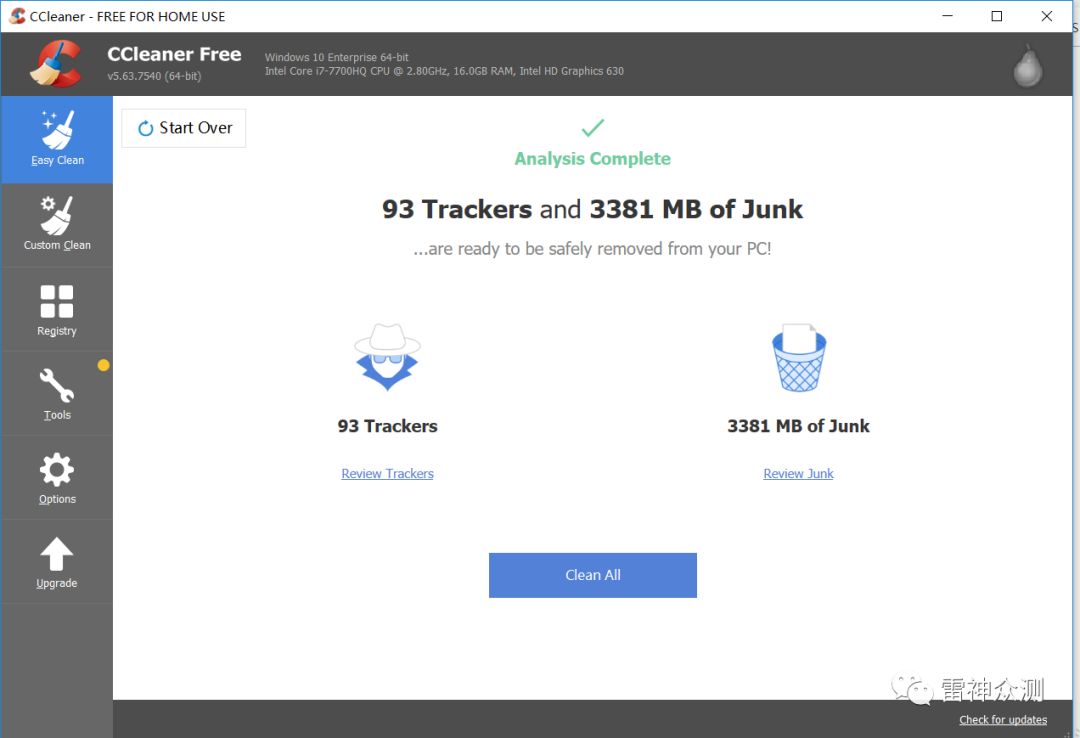 CCleaner - FREE FOR HOME USE
CCleaner Free
v5.63.7540 (64-bit)
Windows 10 Enterprise 64-bit
Intel Core i7-7700HQ CPU @ 2.80GHz, 16.0GB RAM, Intel HD Graphics 630
Easy Clean
Custom Clean
Registry
Tools
Options
Upgrade
Start Over
Analysis Complete
93 Trackers and 3381 MB of Junk
...are ready to be safely removed from your PC!
93 Trackers
3381 MB of Junk
Review Trackers
Review Junk
Clean All
雷神众测
Check for updates